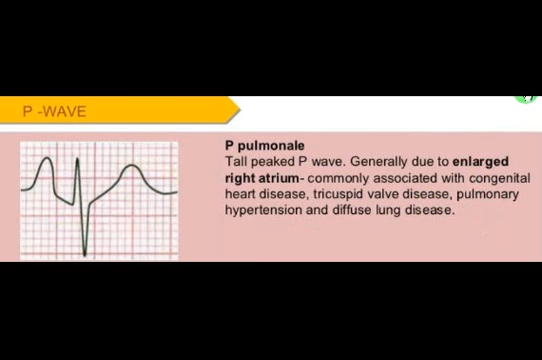 P -WAVE
P pulmonale
Tall peaked P wave. Generally due to enlarged
right atrium- commonly associated with congenital
heart disease, tricuspid valve disease, pulmonary
hypertension and diffuse lung disease.